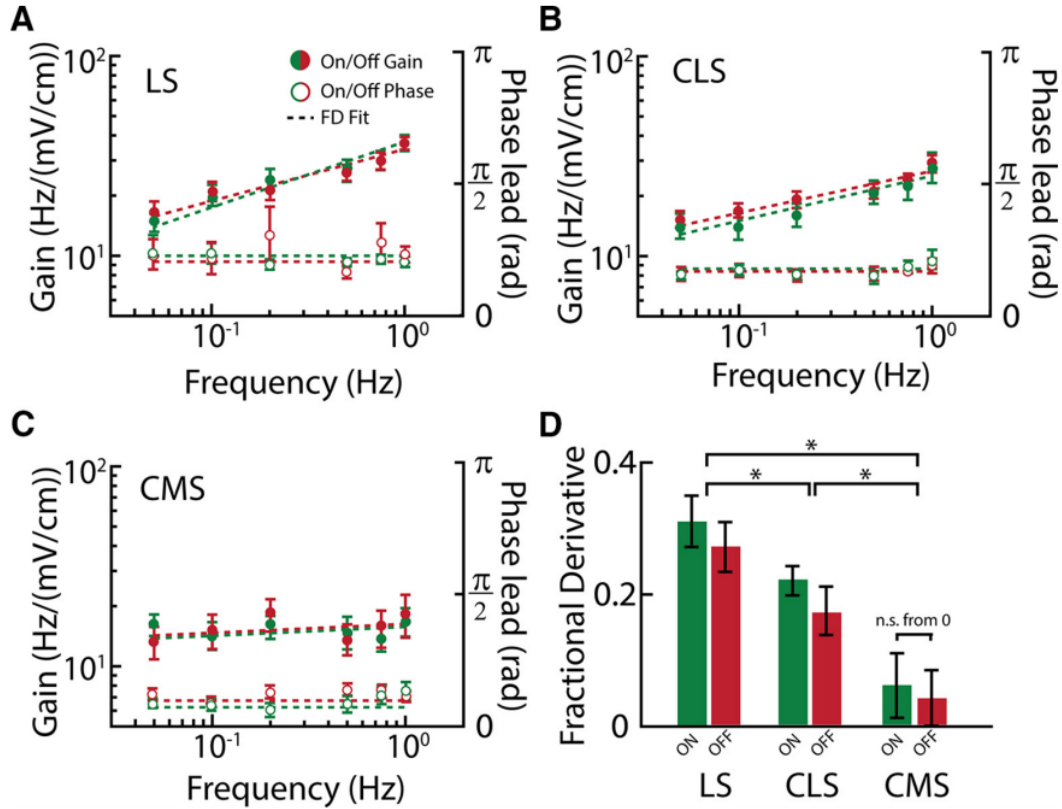 A
LS
On/Off Gain
On/Off Phase
FD Fit
Gain (Hz/(mV/cm))
10²
10¹
Phase lead (rad)
π
π/2
0
10⁻¹
10⁰
Frequency (Hz)
B
CLS
Gain (Hz/(mV/cm))
10²
10¹
Phase lead (rad)
π
π/2
0
10⁻¹
10⁰
Frequency (Hz)
C
CMS
Gain (Hz/(mV/cm))
10²
10¹
Phase lead (rad)
π
π/2
0
10⁻¹
10⁰
Frequency (Hz)
D
Fractional Derivative
0.4
0.2
0
*
* *
n.s. from 0
ON OFF ON OFF ON OFF
LS CLS CMS